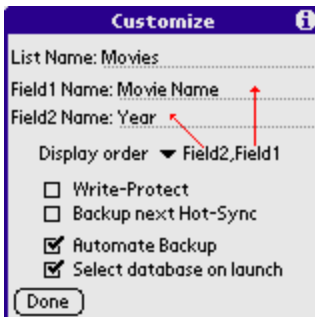 Customize
List Name: Movies
Field1 Name: Movie Name
Field2 Name: Year
Display order Field2,Field1
Write-Protect
Backup next Hot-Sync
Automate Backup
Select database on launch
Done